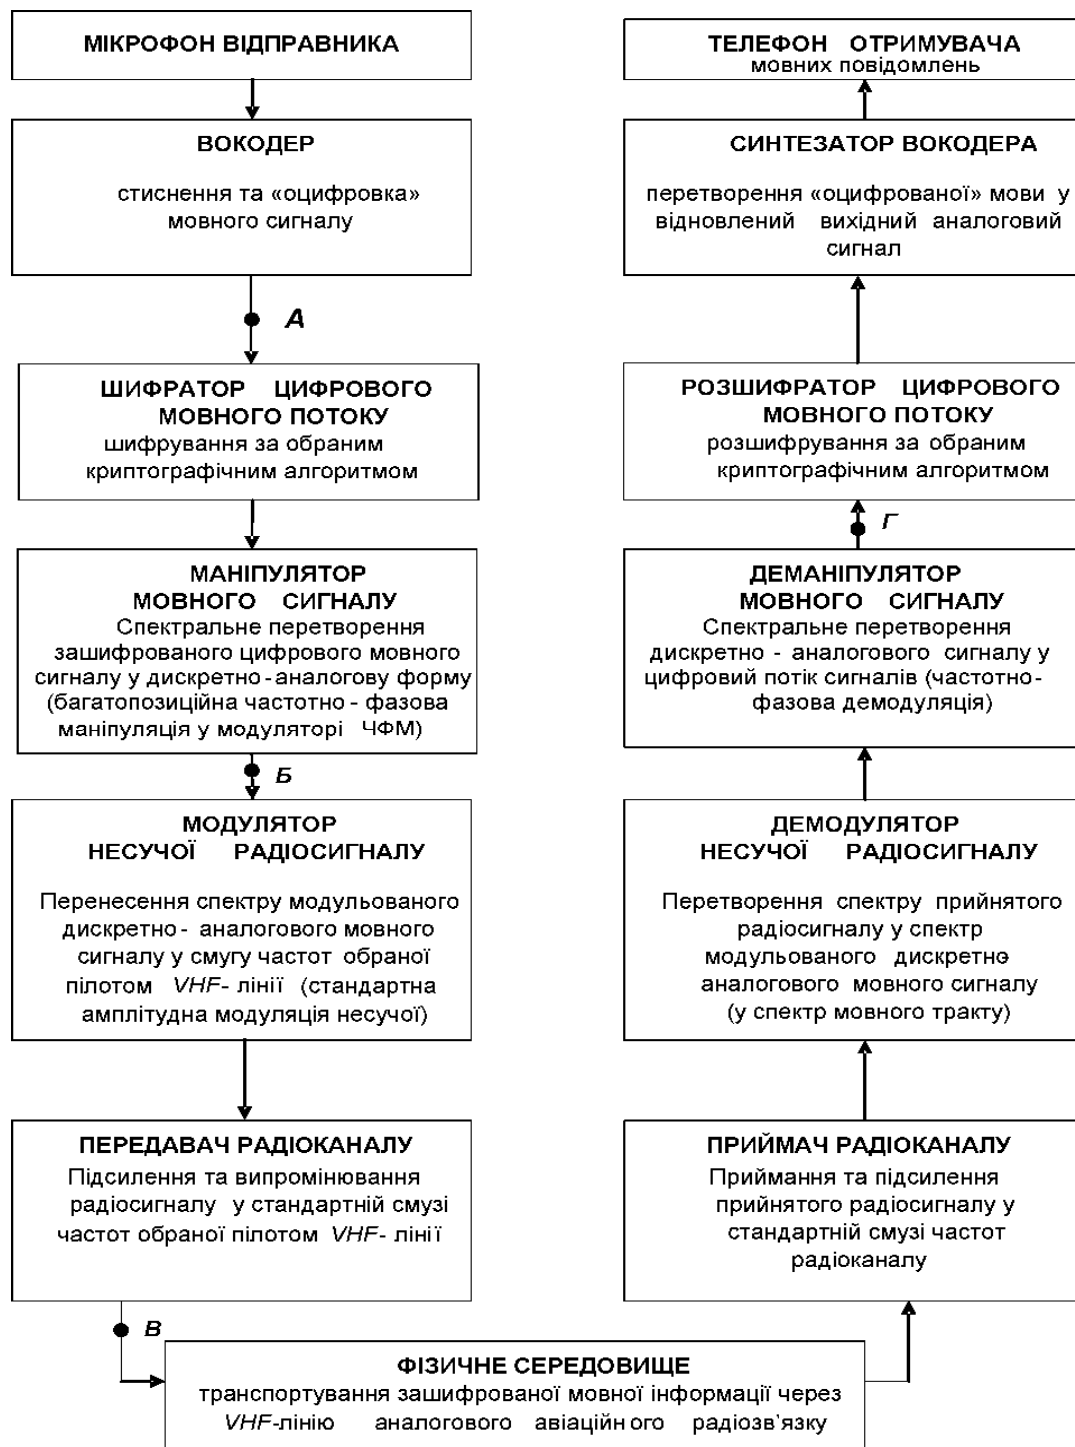 МІКРОФОН ВІДПРАВНИКА
ВОКОДЕР
стиснення та «оцифровка»
мовного сигналу
А
ШИФРАТОР ЦИФРОВОГО
МОВНОГО ПОТОКУ
шифрування за обраним
криптографічним алгоритмом
МАНІПУЛЯТОР
МОВНОГО СИГНАЛУ
Спектральне перетворення
зашифрованого цифрового мовного
сигналу у дискретно - аналогову форму
(багатопозиційна частотно - фазова
маніпуляція у модуляторі ЧФМ)
Б
МОДУЛЯТОР
НЕСУЧОЇ РАДІОСИГНАЛУ
Перенесення спектру модульованого
дискретно - аналогового мовного
сигналу у смугу частот обраної
пілотом VHF- лінії (стандартна
амплітудна модуляція несучої)
ПЕРЕДАВАЧ РАДІОКАНАЛУ
Підсилення та випромінювання
радіосигналу у стандартній смузі
частот обраної пілотом VHF- лінії
В
ФІЗИЧНЕ СЕРЕДОВИЩЕ
транспортування зашифрованої мовної інформації через
VHF-лінію аналогового авіаційн ого радіозв'язку
ПРИЙМАЧ РАДІОКАНАЛУ
Приймання та підсилення
прийнятого радіосигналу у
стандартній смузі частот
радіоканалу
ДЕМОДУЛЯТОР
НЕСУЧОЇ РАДІОСИГНАЛУ
Перетворення спектру прийнятого
радіосигналу у спектр
модульованого дискретно-
аналогового мовного сигналу
(у спектр мовного тракту)
ДЕМАНІПУЛЯТОР
МОВНОГО СИГНАЛУ
Спектральне перетворення
дискретно - аналогового сигналу у
цифровий потік сигналів (частотно-
фазова демодуляція)
Г
РОЗШИФРАТОР ЦИФРОВОГО
МОВНОГО ПОТОКУ
розшифрування за обраним
криптографічним алгоритмом
СИНТЕЗАТОР ВОКОДЕРА
перетворення «оцифрованої» мови у
відновлений вихідний аналоговий
сигнал
ТЕЛЕФОН ОТРИМУВАЧА
мовних повідомлень